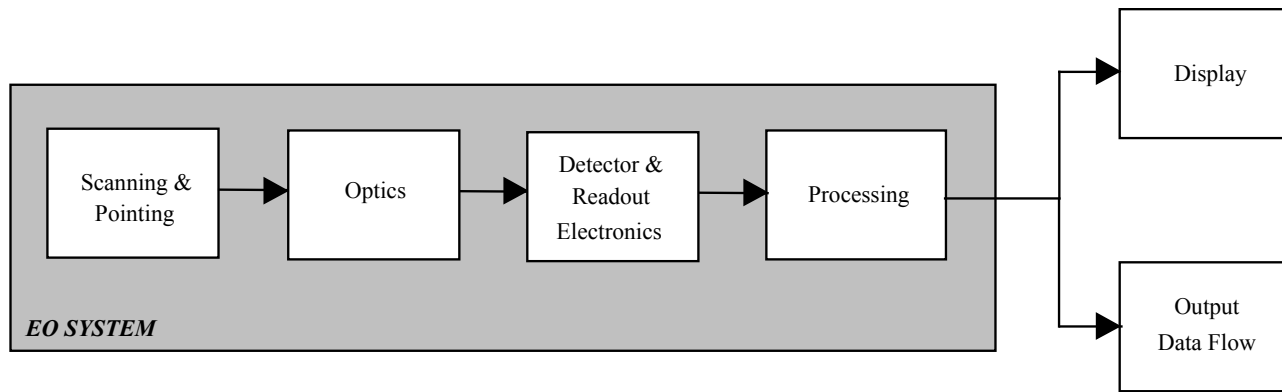 Scanning &
Pointing
Optics
Detector &
Readout
Electronics
Processing
Display
Output
Data Flow
EO SYSTEM